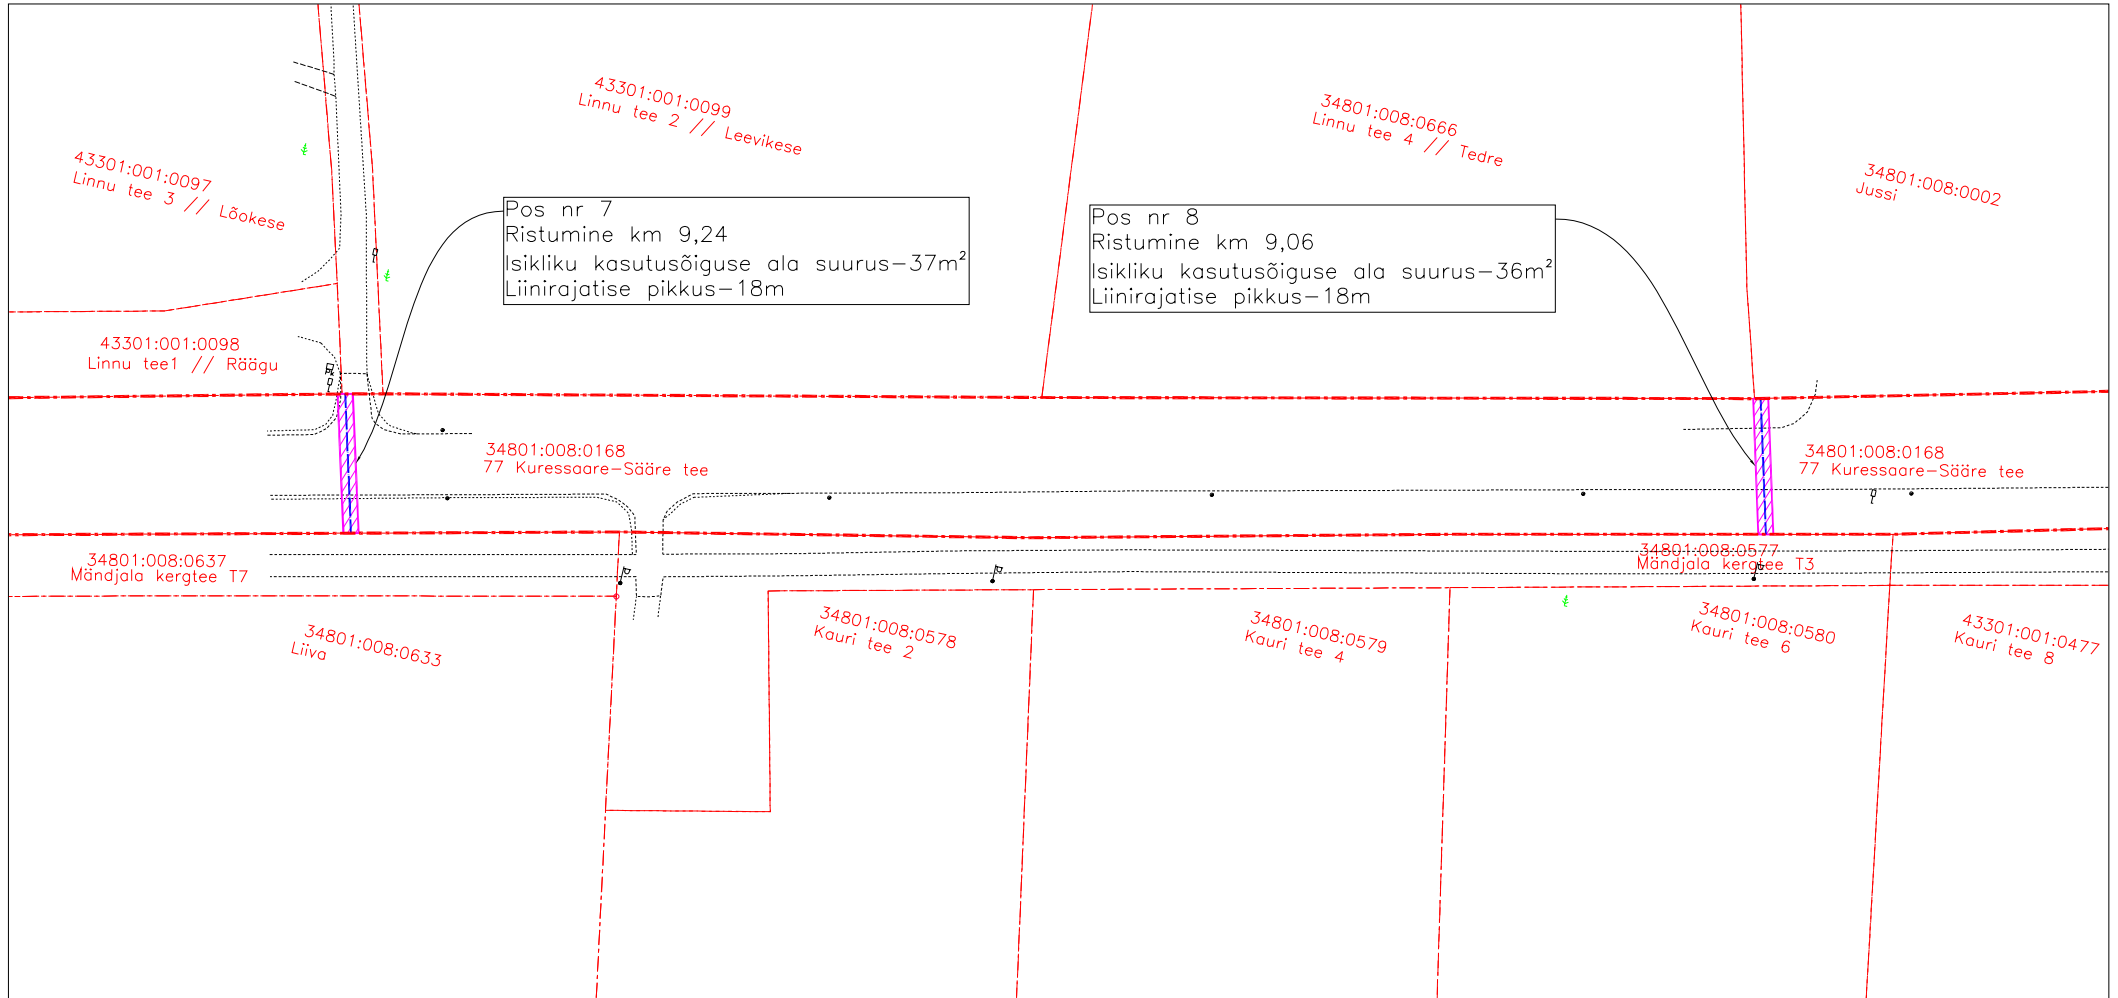 43301:001:0099
Linnu tee 2 // Leevikese
34801:008:0666
Linnu tee 4 // Tedre
43301:001:0097
Linnu tee 3 // Lõokese
34801:008:0002
Jussi
Pos nr 7
Ristumine km 9,24
Isikliku kasutusõiguse ala suurus-37m²
Liinirajatise pikkus-18m
Pos nr 8
Ristumine km 9,06
Isikliku kasutusõiguse ala suurus-36m²
Liinirajatise pikkus-18m
43301:001:0098
Linnu tee1 // Räägu
34801:008:0168
77 Kuressaare-Sääre tee
34801:008:0168
77 Kuressaare-Sääre tee
34801:008:0637
Mändjala kergtee T7
34801:008:0577
Mändjala kergtee T3
34801:008:0633
Liiva
34801:008:0578
Kauri tee 2
34801:008:0579
Kauri tee 4
34801:008:0580
Kauri tee 6
43301:001:0477
Kauri tee 8